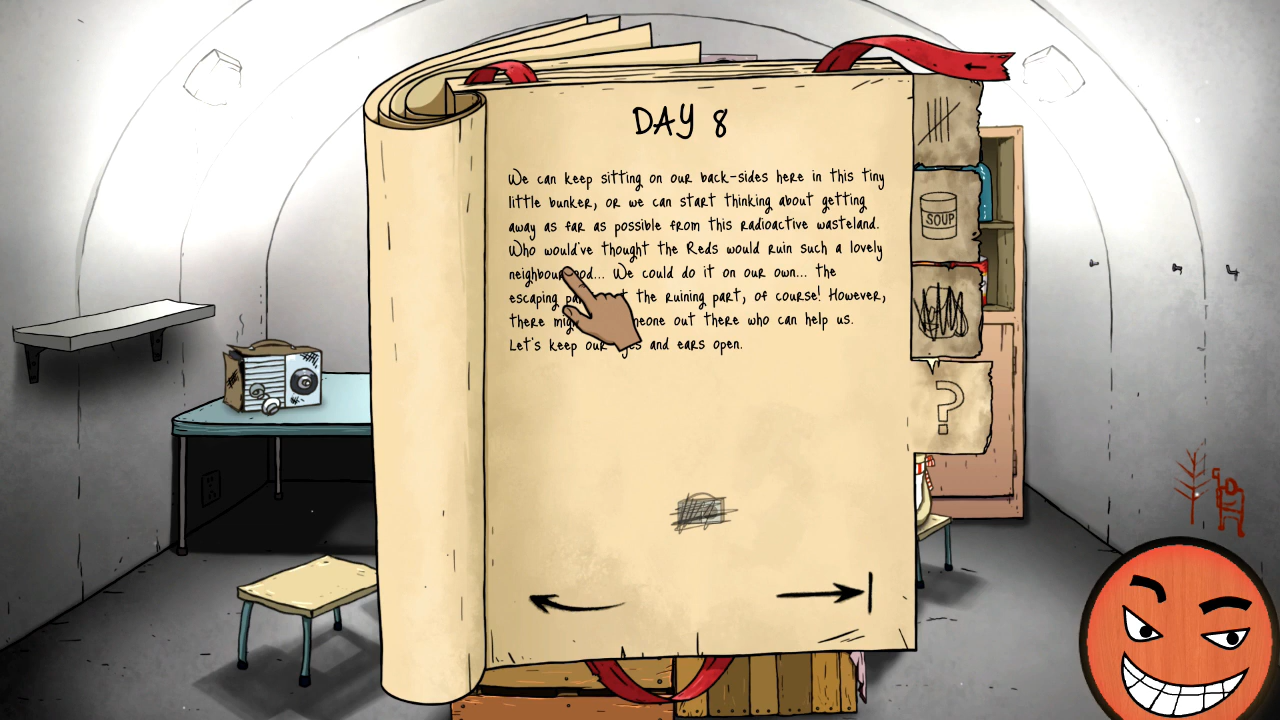 DAY 8
We can keep sitting on our back-sides here in this tiny
little bunker, or we can start thinking about getting
away as far as possible from this radioactive wasteland.
Who would've thought the Reds would ruin such a lovely
... We could do it on our own... the
escaping the ruining part, of course! However,
there out there who can help us.
Let's keep our and ears open.
SOUP
?